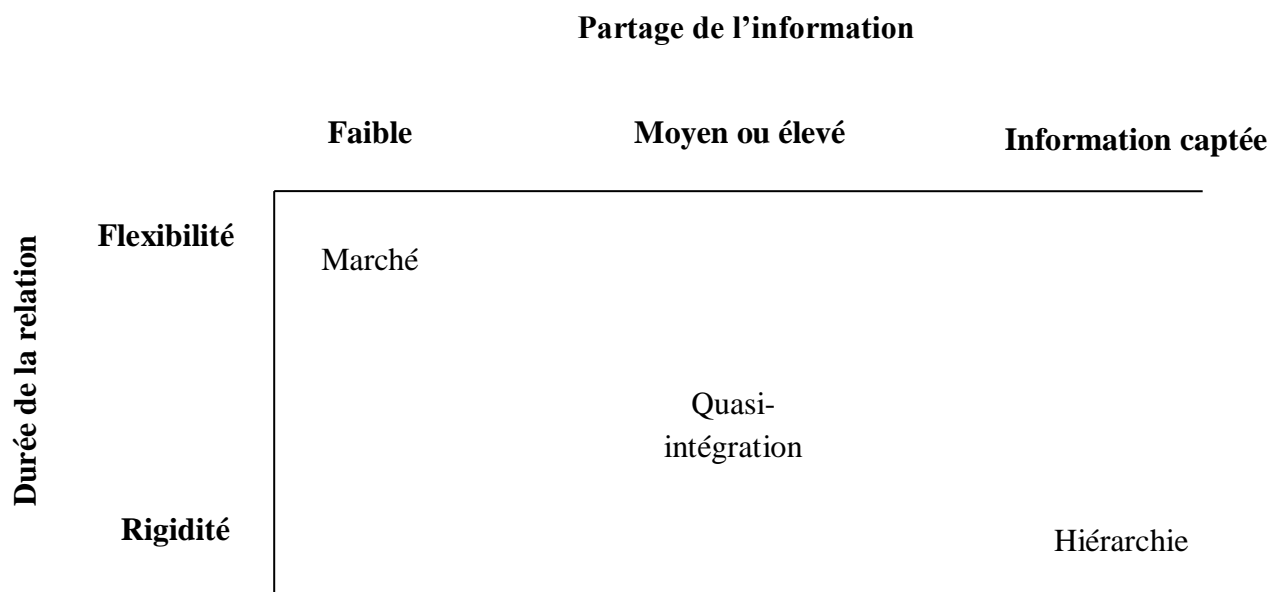 Partage de l’information
Faible
Moyen ou élevé
Information captée
Durée de la relation
Flexibilité
Marché
Quasi-
intégration
Rigidité
Hiérarchie